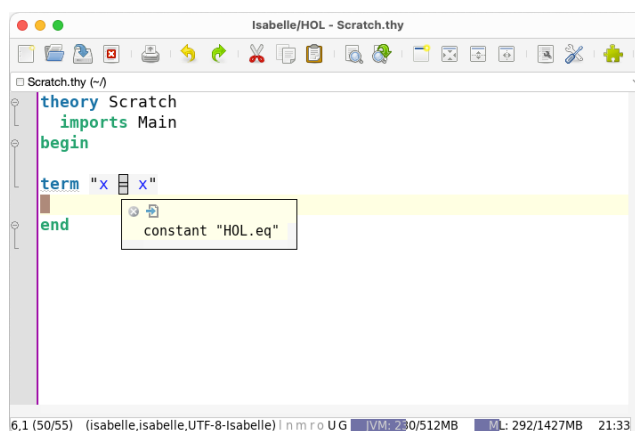 Isabelle/HOL - Scratch.thy
Scratch.thy (~/)
theory Scratch
imports Main
begin
term "x = x"
constant "HOL.eq"
end
6,1 (50/55) (isabelle,isabelle,UTF-8-Isabelle) l n m r o U G JVM: 230/512MB ML: 292/1427MB 21:33